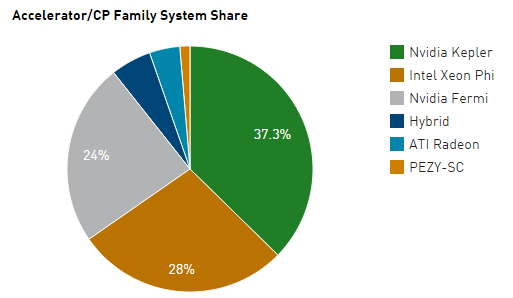 Accelerator/CP Family System Share
37.3%
28%
24%
Nvidia Kepler
Intel Xeon Phi
Nvidia Fermi
Hybrid
ATI Radeon
PEZY-SC